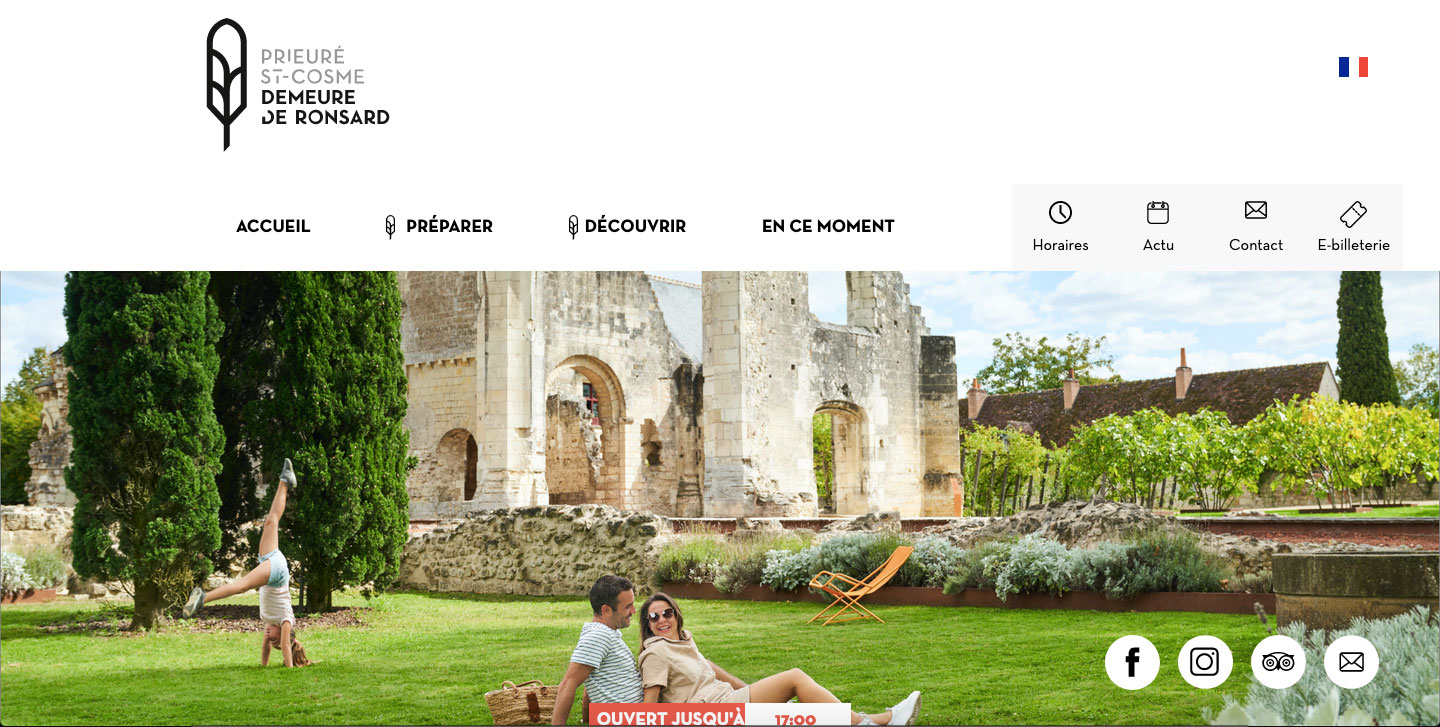 PRIEURÉ
ST-COSME
DEMEURE
DE RONSARD
ACCUEIL
PRÉPARER
DÉCOUVRIR
EN CE MOMENT
Horaires
Actu
Contact
E-billeterie
OUVERT JUSQU'À
17:00